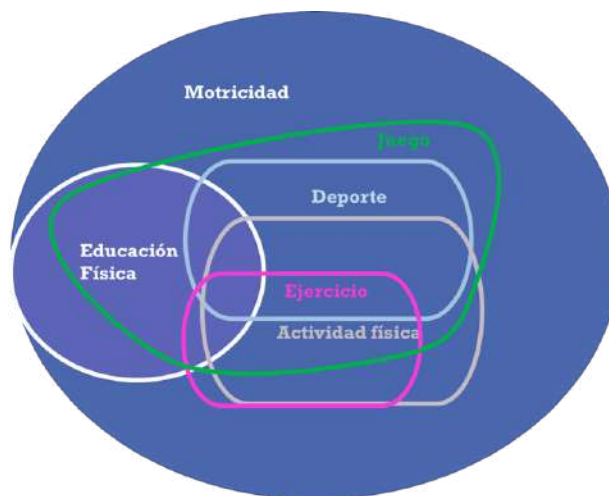 Motricidad
Juego
Deporte
Educación
Física
Ejercicio
Actividad física